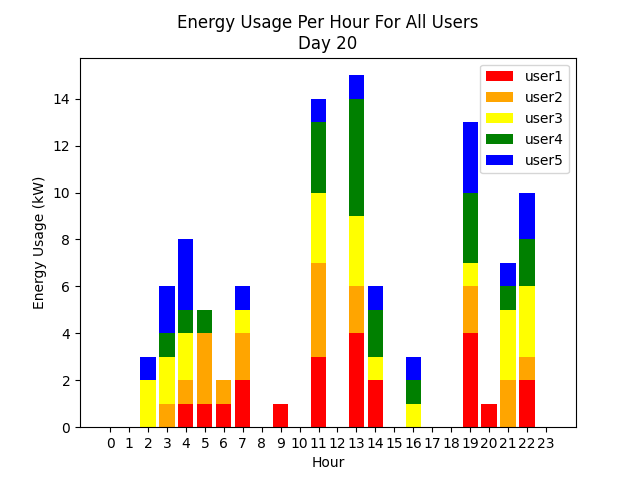 Energy Usage Per Hour For All Users
Day 20
user1
user2
user3
user4
user5
Energy Usage (kW)
14
12
10
8
6
4
2
0
0 1 2 3 4 5 6 7 8 9 10 11 12 13 14 15 16 17 18 19 20 21 22 23
Hour